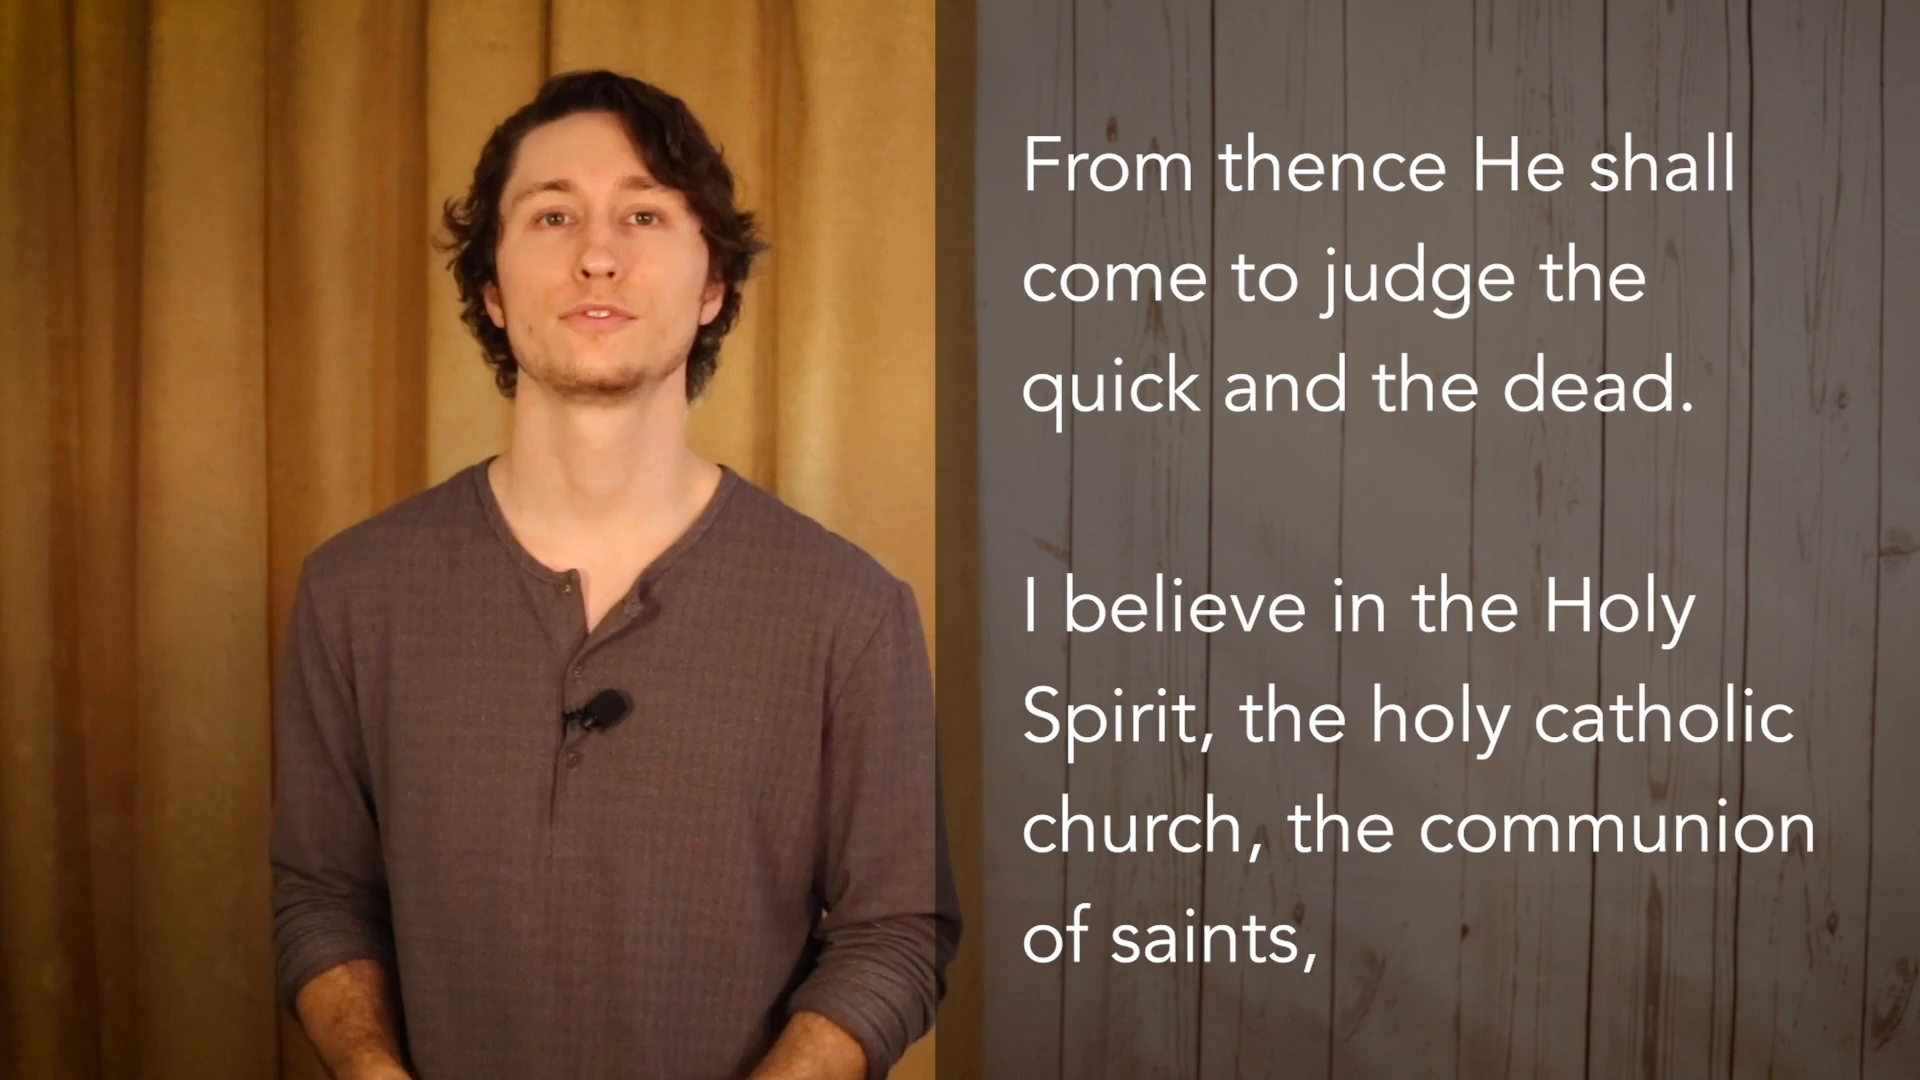 From thence He shall
come to judge the
quick and the dead.
I believe in the Holy
Spirit, the holy catholic
church, the communion
of saints,